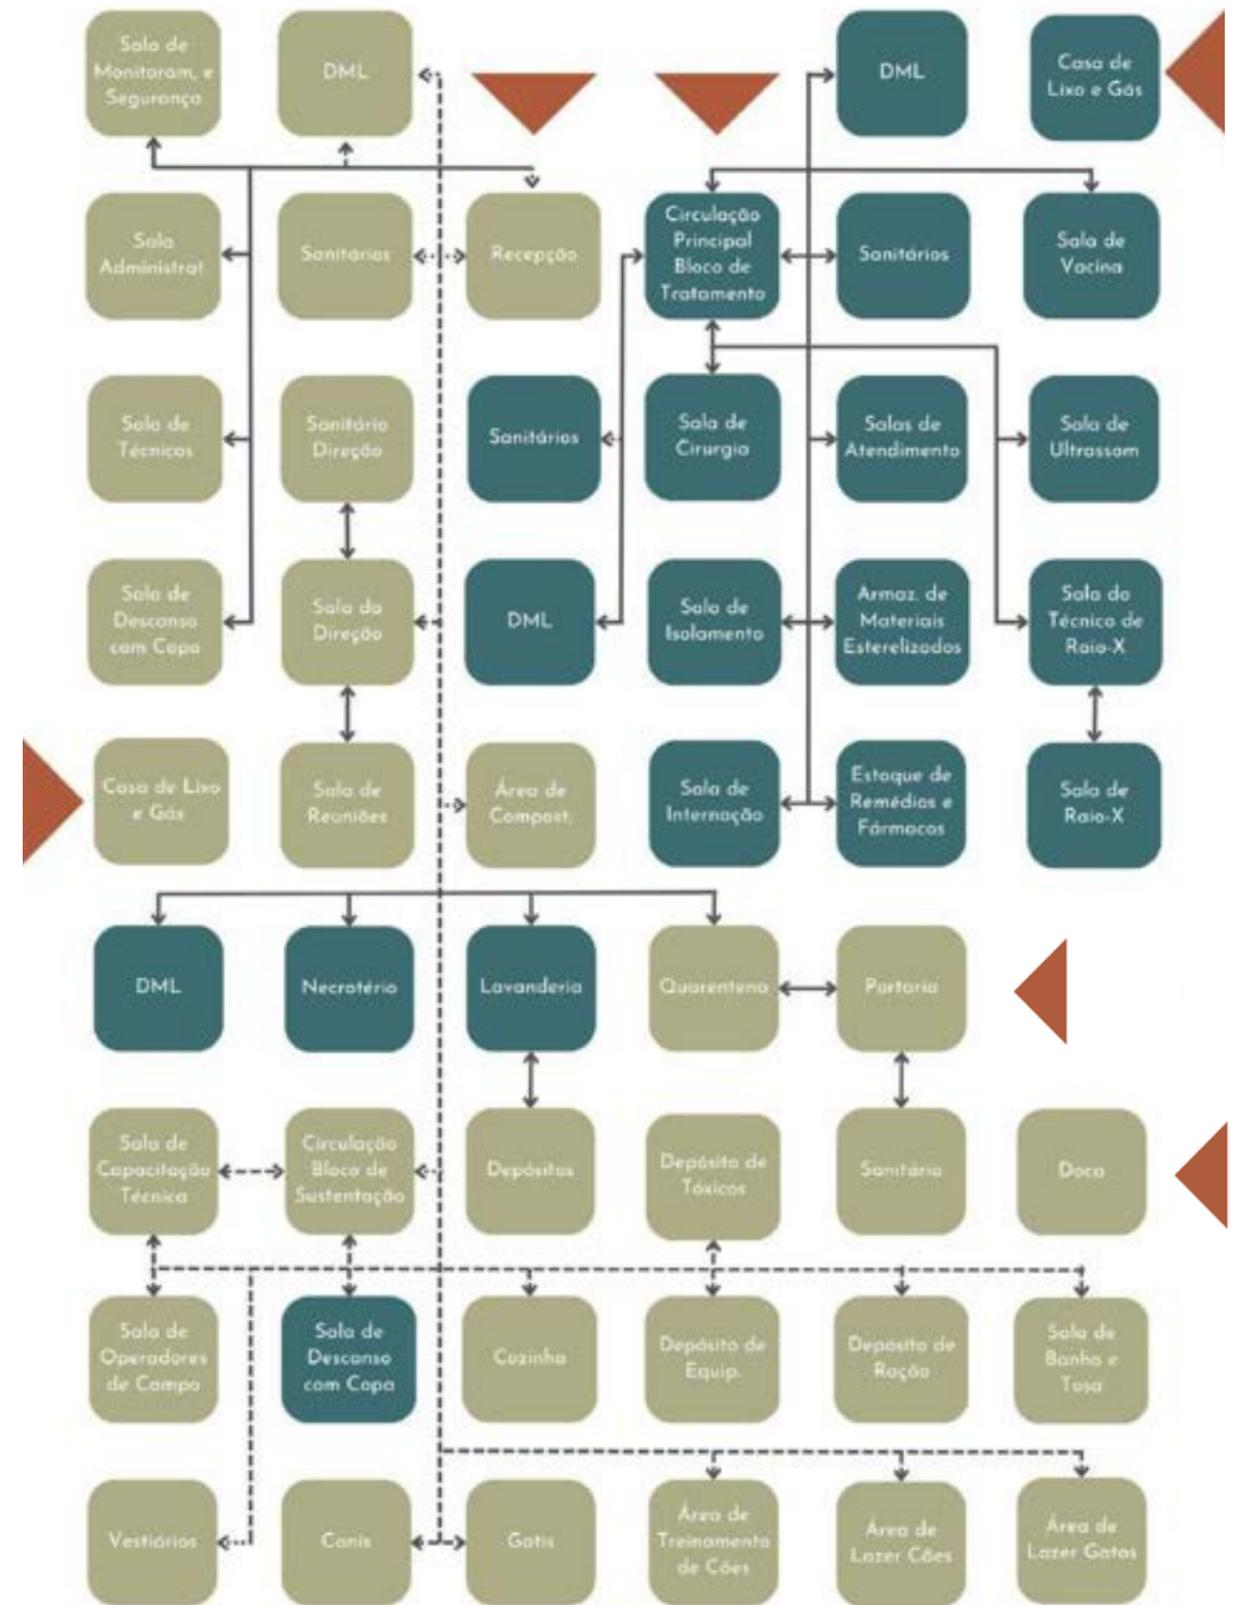 Sala de
Monitoram, e
Segurança
DML
DML
Casa de
Lixo e Gás
Sala
Administrat
Sanitários
Recepção
Circulação
Principal
Bloco de
Tratamento
Sanitários
Sala de
Vacina
Sala de
Técnicos
Sanitário
Direção
Sanitários
Sala de
Cirurgia
Salas de
Atendimento
Sala de
Ultrassom
Sala de
Descanso
com Copa
Sala da
Direção
DML
Sala de
Isolamento
Armaz. de
Materiais
Esterelizados
Sala do
Técnico de
Raio-X
Casa de Lixo
e Gás
Sala de
Reuniões
Área de
Compost.
Sala de
Internação
Estoque de
Remédios e
Fármacos
Sala de
Raio-X
DML
Necrotério
Lavanderia
Quarentena
Portaria
Sala de
Capacitação
Técnica
Circulação
Bloco de
Sustentação
Depósitos
Depósito de
Tóxicos
Sanitário
Doca
Sala de
Operadores
de Campo
Sala de
Descanso
com Copa
Cozinha
Depósito de
Equip.
Depósito de
Ração
Sala de
Banho e
Tosa
Vestiários
Canis
Gatis
Área de
Treinamento
de Cães
Área de
Lazer Cães
Área de
Lazer Gatos